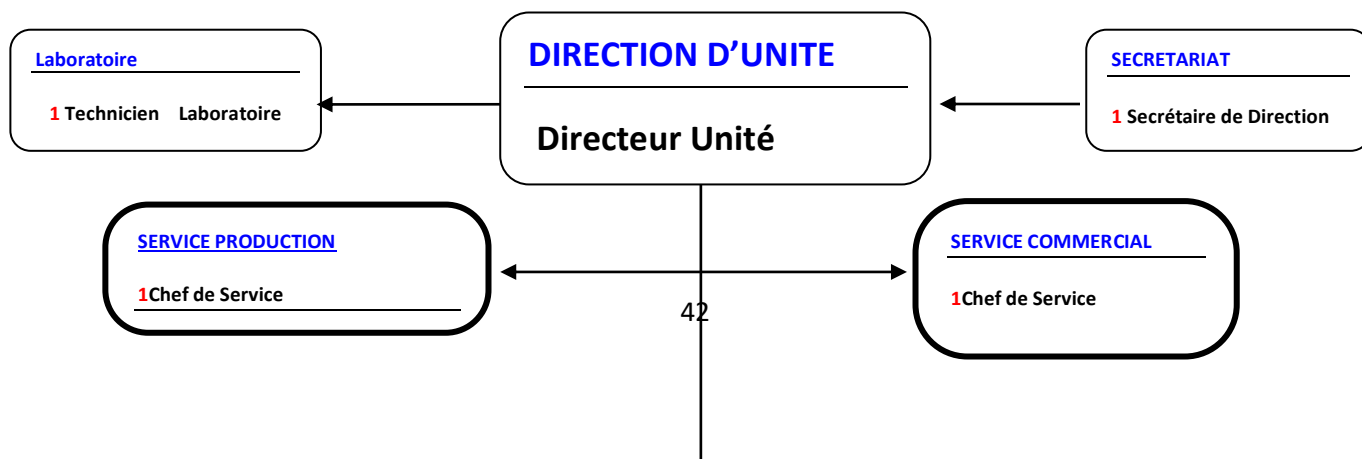 Laboratoire
1 Technicien Laboratoire
DIRECTION D’UNITE
Directeur Unité
SECRETARIAT
1 Secrétaire de Direction
SERVICE PRODUCTION
1Chef de Service
SERVICE COMMERCIAL
1Chef de Service
42